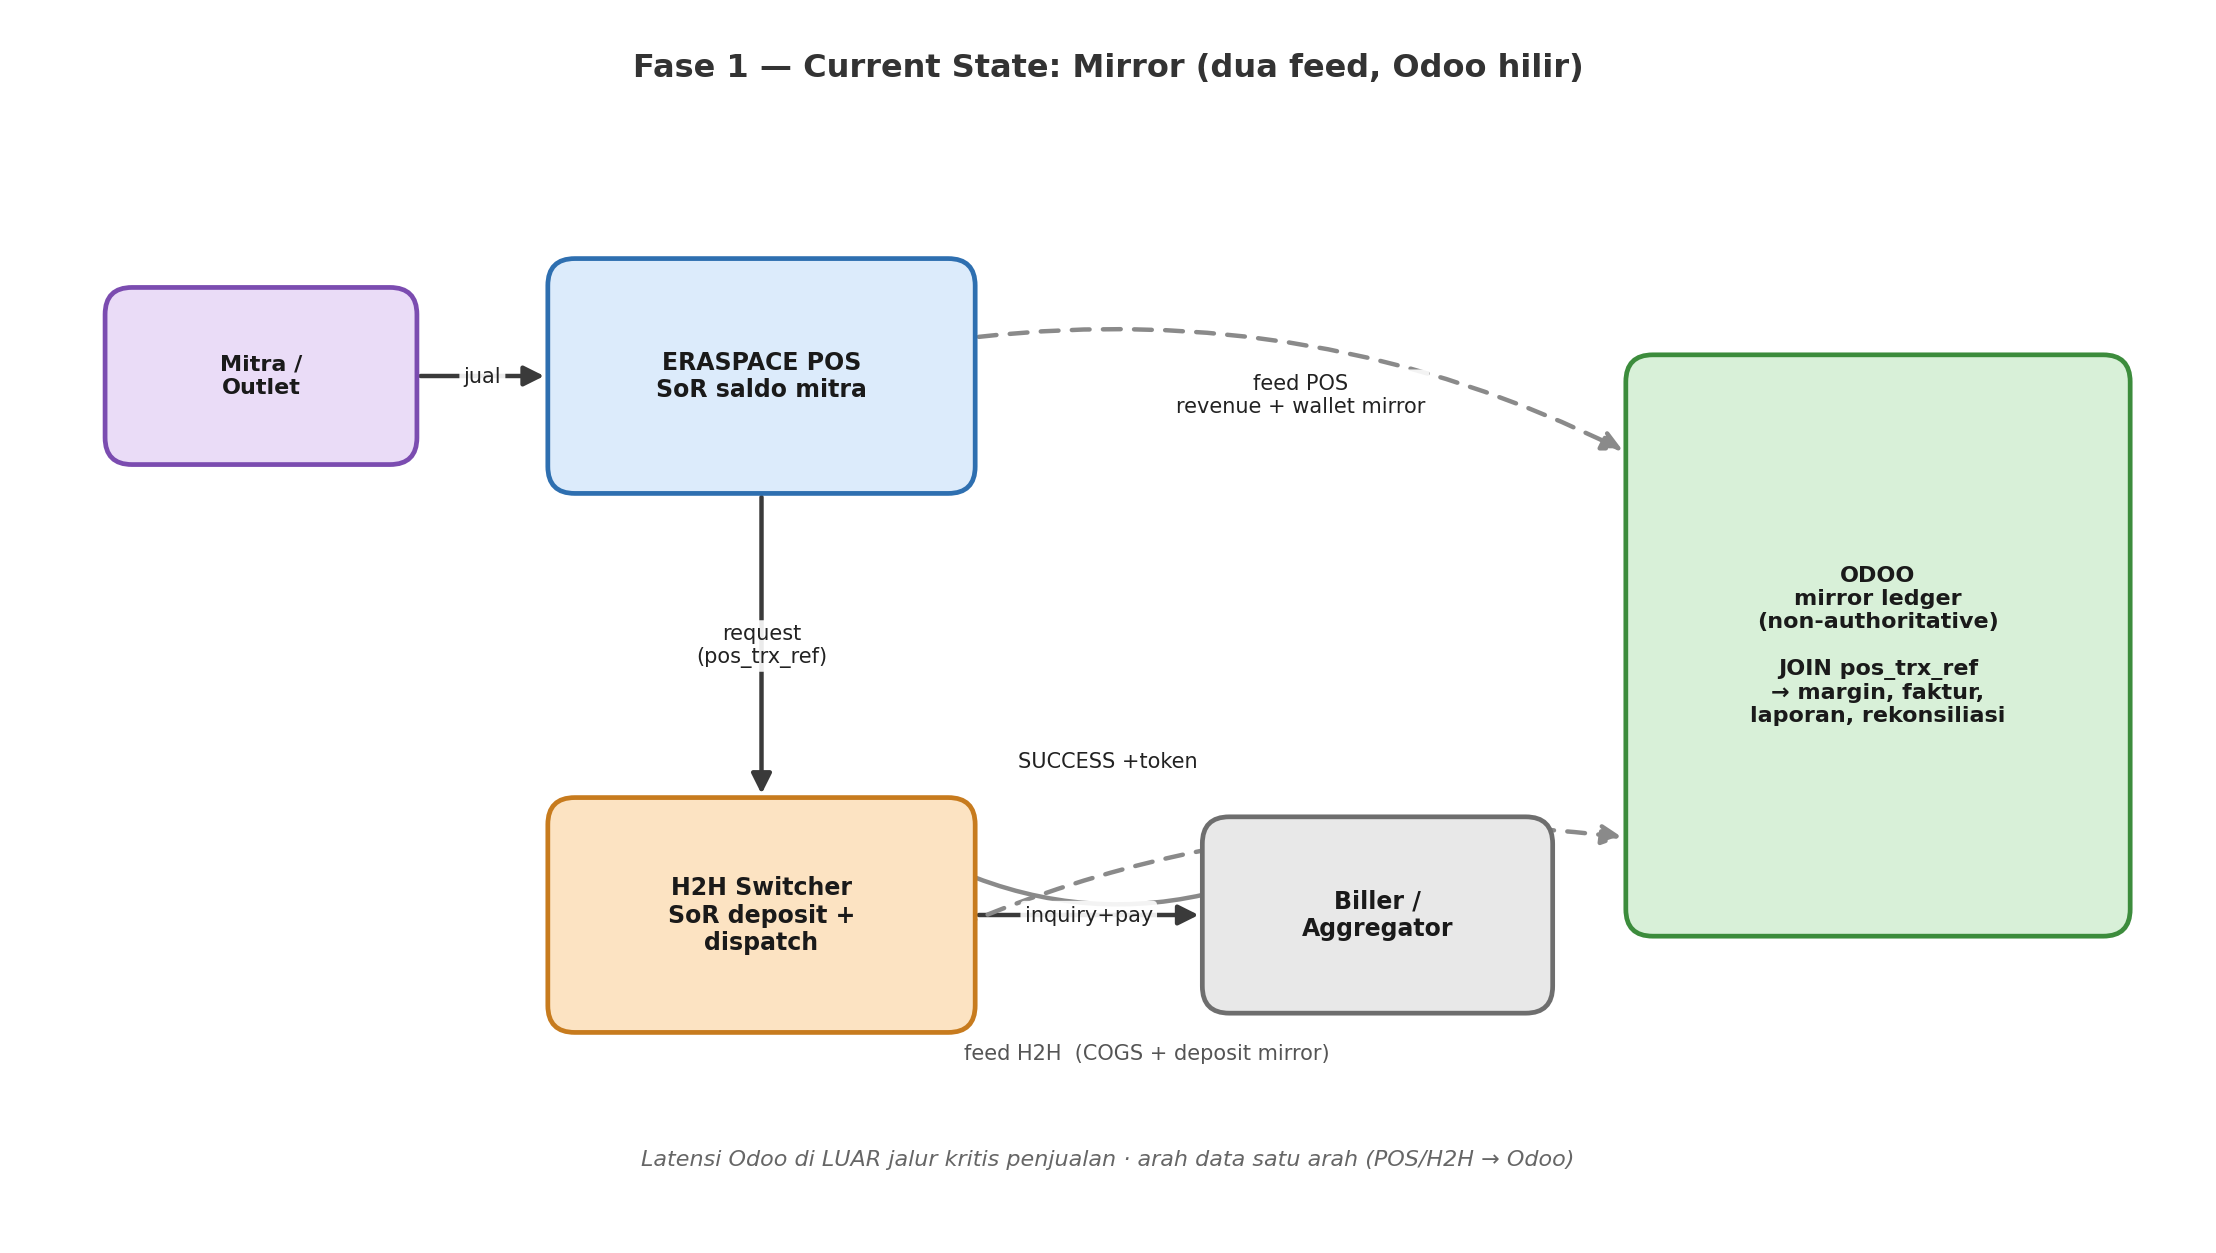 Fase 1 — Current State: Mirror (dua feed, Odoo hilir)
Mitra /
Outlet
jual
ERASPACE POS
SoR saldo mitra
feed POS
revenue + wallet mirror
ODOO
mirror ledger
(non-authoritative)
JOIN pos_trx_ref
→ margin, faktur,
laporan, rekonsiliasi
request
(pos_trx_ref)
SUCCESS +token
H2H Switcher
SoR deposit +
dispatch
inquiry+pay
Biller /
Aggregator
feed H2H  (COGS + deposit mirror)
Latensi Odoo di LUAR jalur kritis penjualan · arah data satu arah (POS/H2H → Odoo)